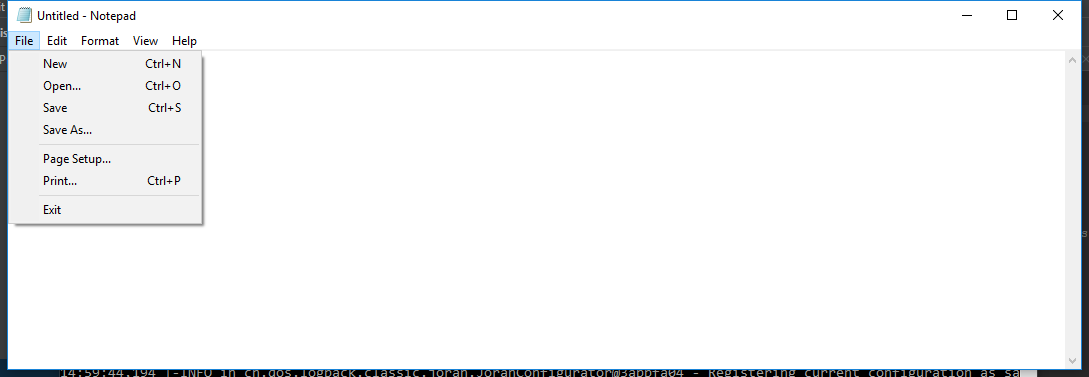 Untitled - Notepad
File Edit Format View Help
New Ctrl+N
Open... Ctrl+O
Save Ctrl+S
Save As...
Page Setup...
Print... Ctrl+P
Exit
14:59:44.194 |-INFO in ch.qos.logback.classic.joran.JoranConfigurator@3abbfa04 - Registering current configuration as sa